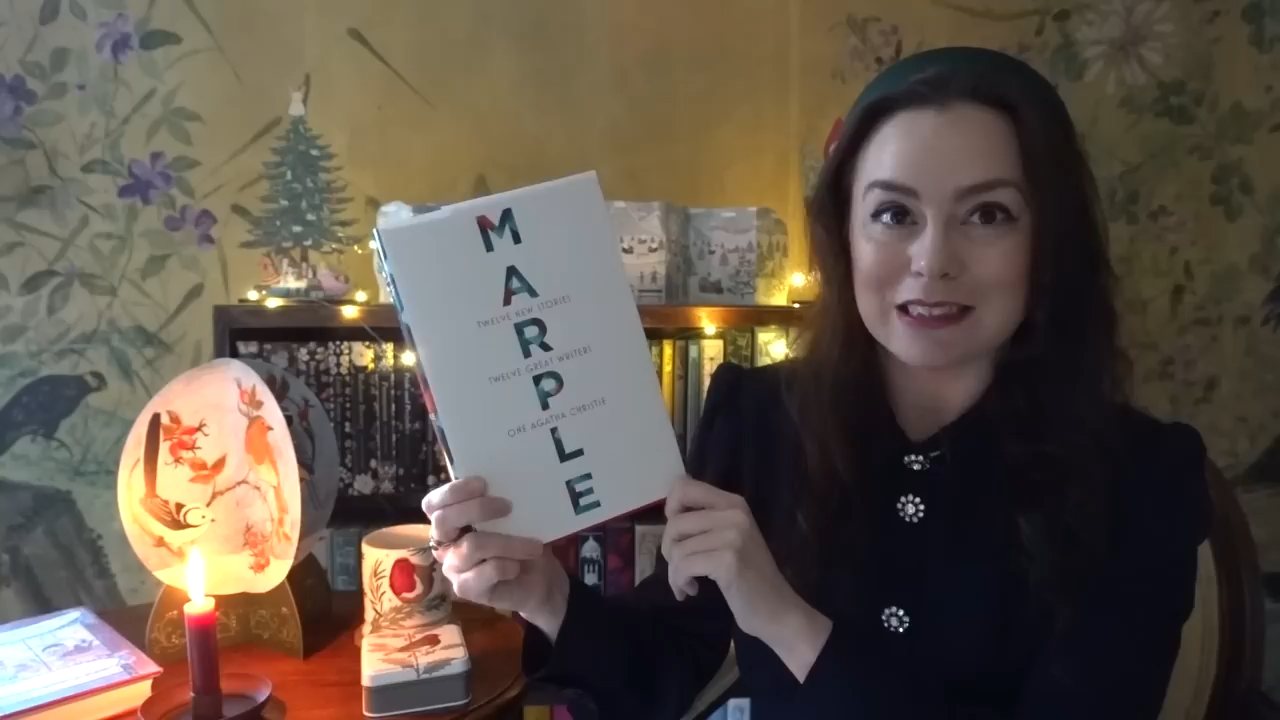 MARPLE
TWELVE NEW STORIES
TWELVE GREAT WRITERS
ONE AGATHA CHRISTIE